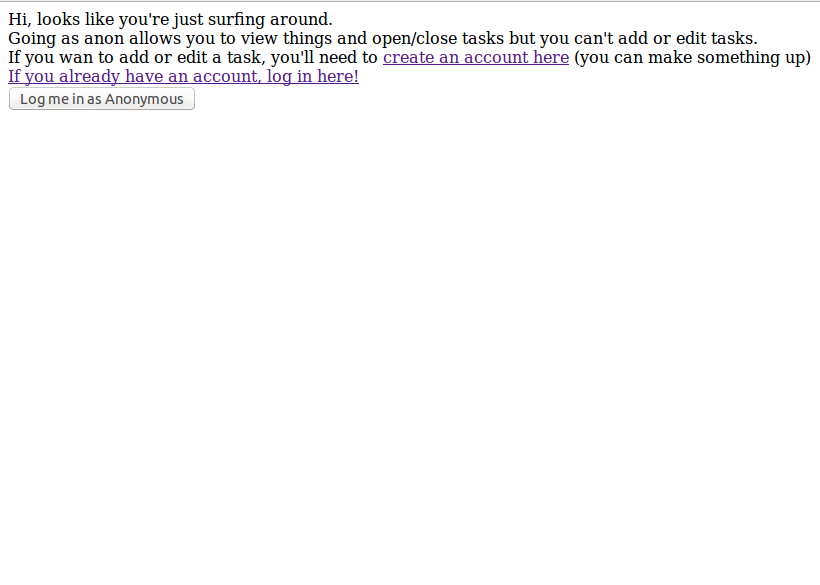 Hi, looks like you're just surfing around.
Going as anon allows you to view things and open/close tasks but you can't add or edit tasks.
If you wan to add or edit a task, you'll need to create an account here (you can make something up)
If you already have an account, log in here!
Log me in as Anonymous